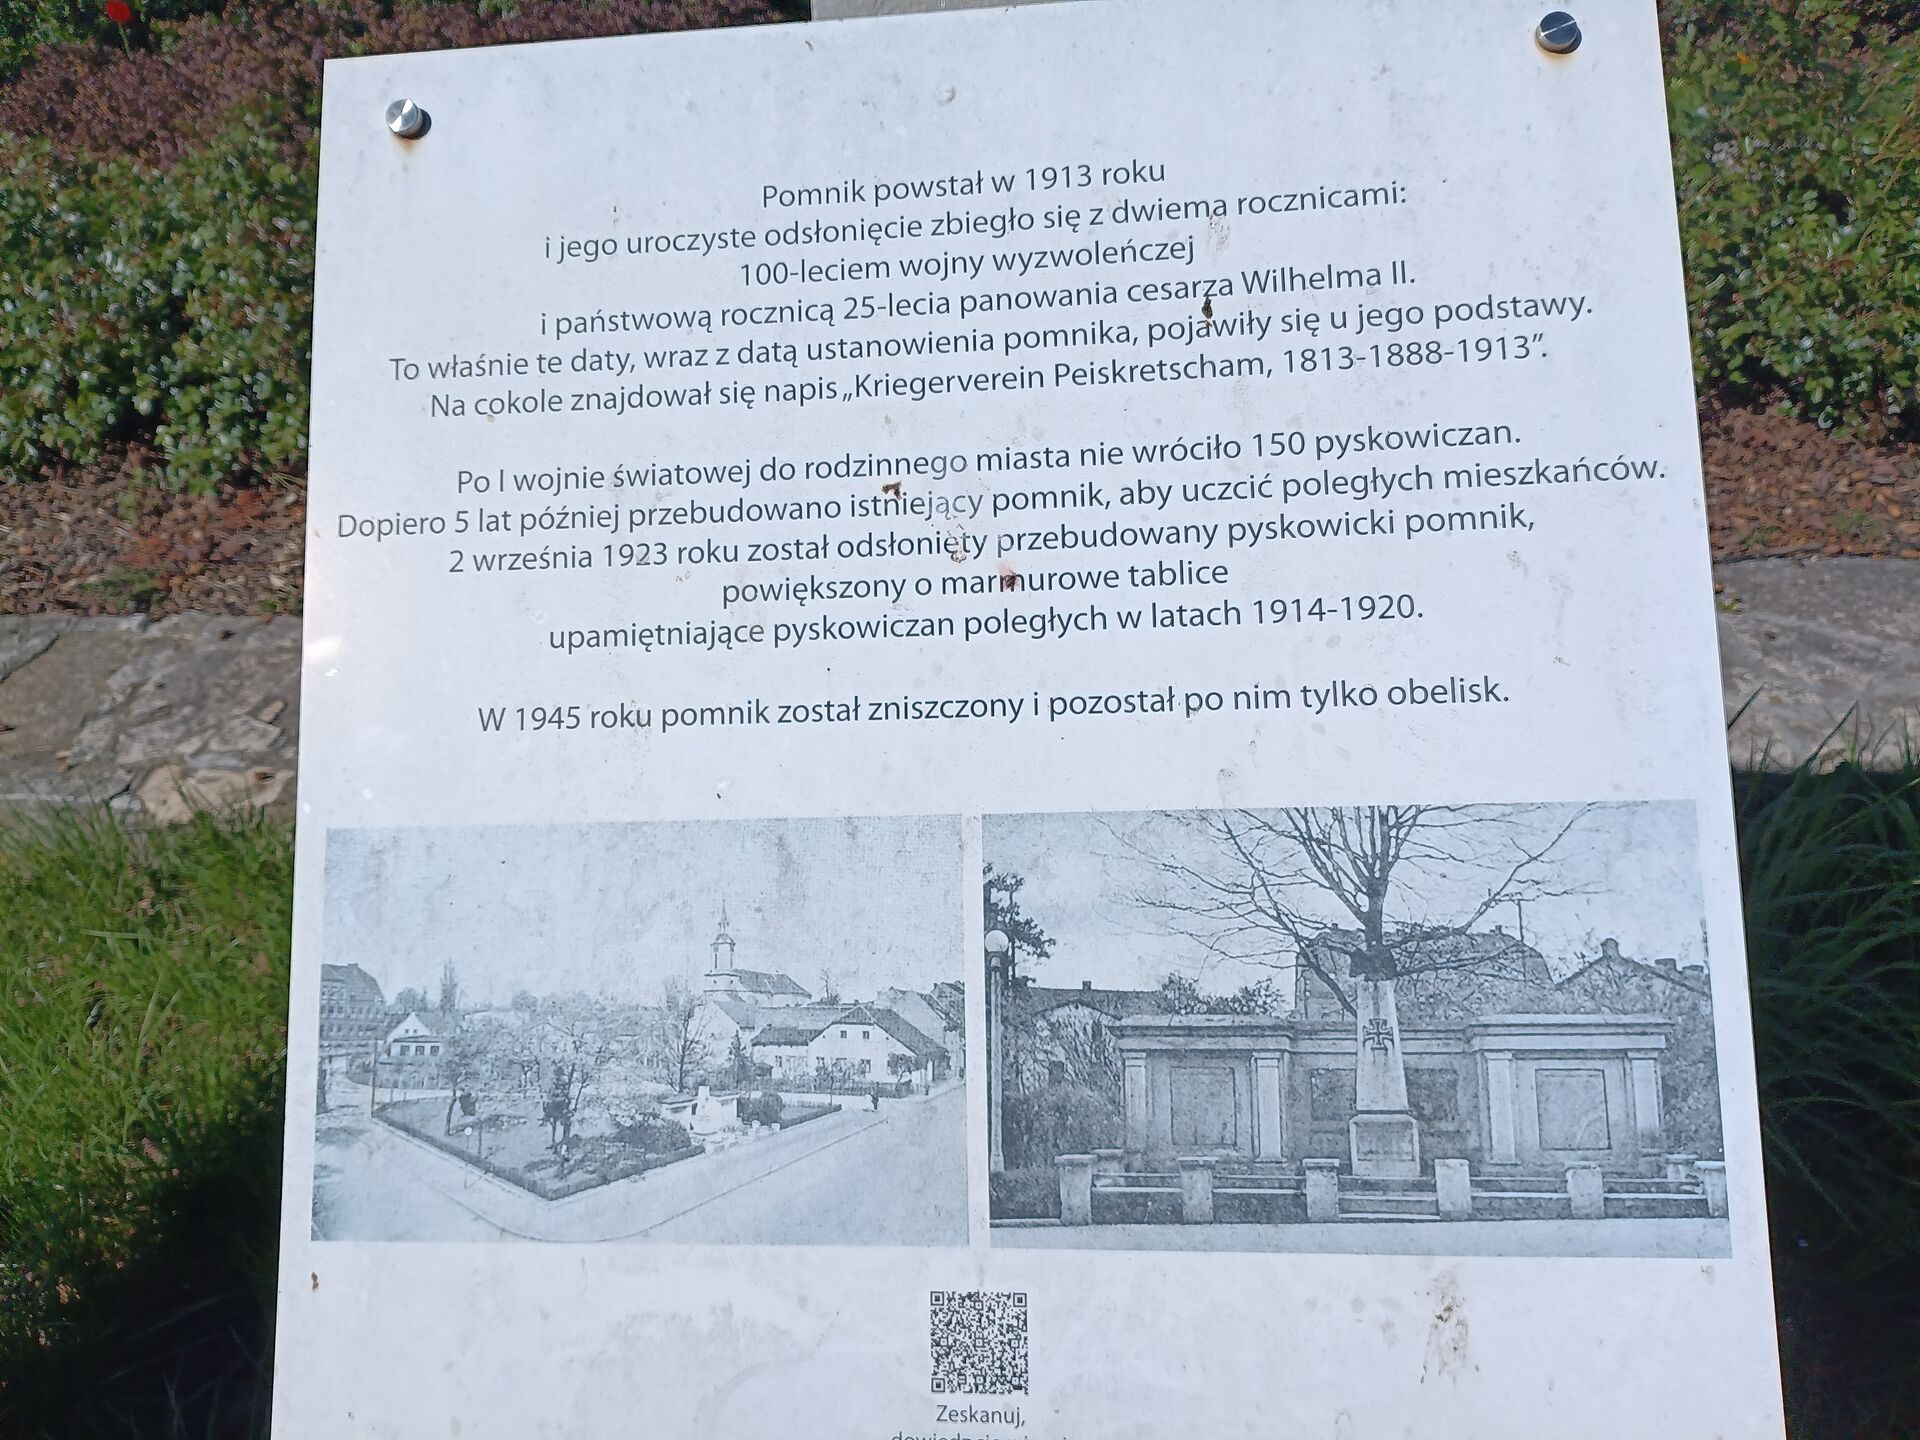 Pomnik powstał w 1913 roku
i jego uroczyste odsłonięcie zbiegło się z dwiema rocznicami:
100-leciem wojny wyzwoleńczej
i państwową rocznicą 25-lecia panowania cesarza Wilhelma II.
To właśnie te daty, wraz z datą ustanowienia pomnika, pojawiły się u jego podstawy.
Na cokole znajdował się napis „Kriegerverein Peiskretscham, 1813-1888-1913”.
Po I wojnie światowej do rodzinnego miasta nie wróciło 150 pyskowiczan.
Dopiero 5 lat później przebudowano istniejący pomnik, aby uczcić poległych mieszkańców.
2 września 1923 roku został odsłonięty przebudowany pyskowicki pomnik,
powiększony o marmurowe tablice
upamiętniające pyskowiczan poległych w latach 1914-1920.
W 1945 roku pomnik został zniszczony i pozostał po nim tylko obelisk.
Zeskanuj,